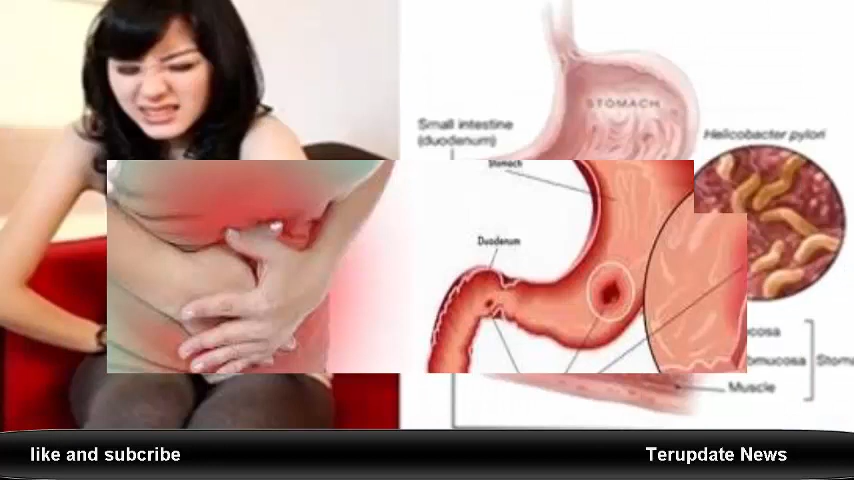 STOMACH
Small intestine
(duodenum)
Helicobacter pylori
Stomach
Duodenum
Muscle
like and subcribe
Terupdate News